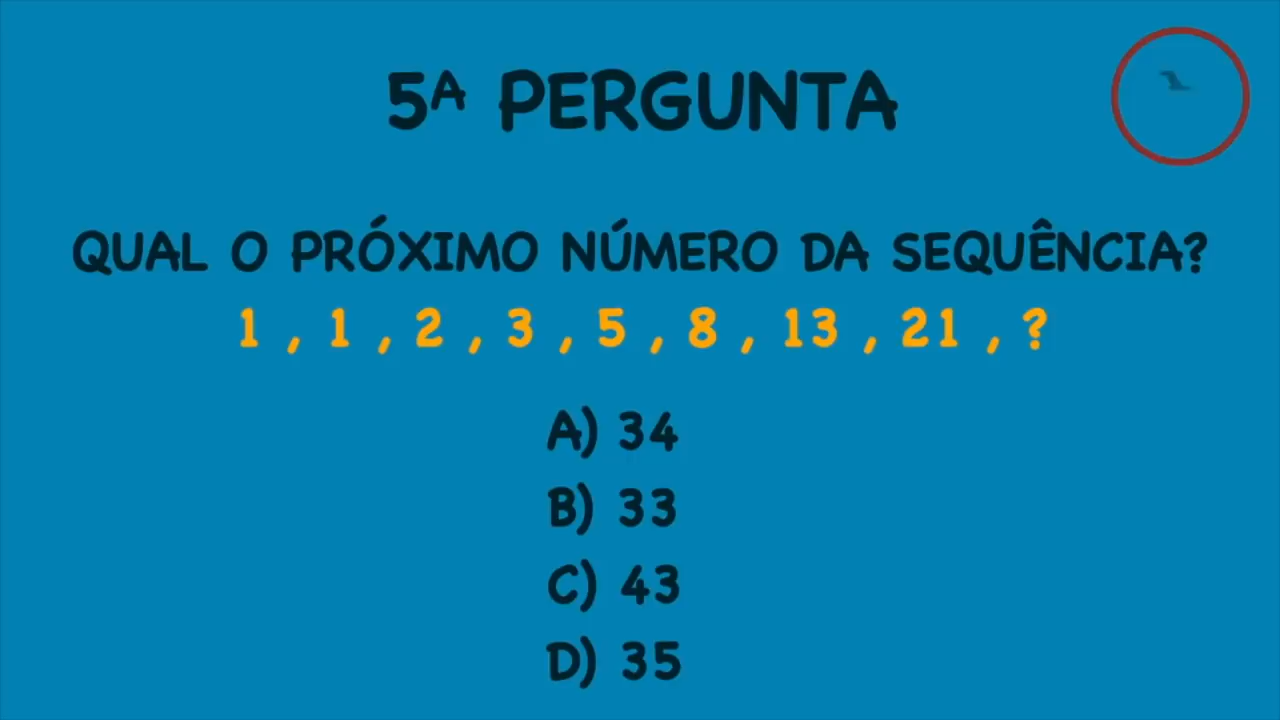 5ª PERGUNTA
QUAL O PRÓXIMO NÚMERO DA SEQUÊNCIA?
1 , 1 , 2 , 3 , 5 , 8 , 13 , 21 , ?
A) 34
B) 33
C) 43
D) 35